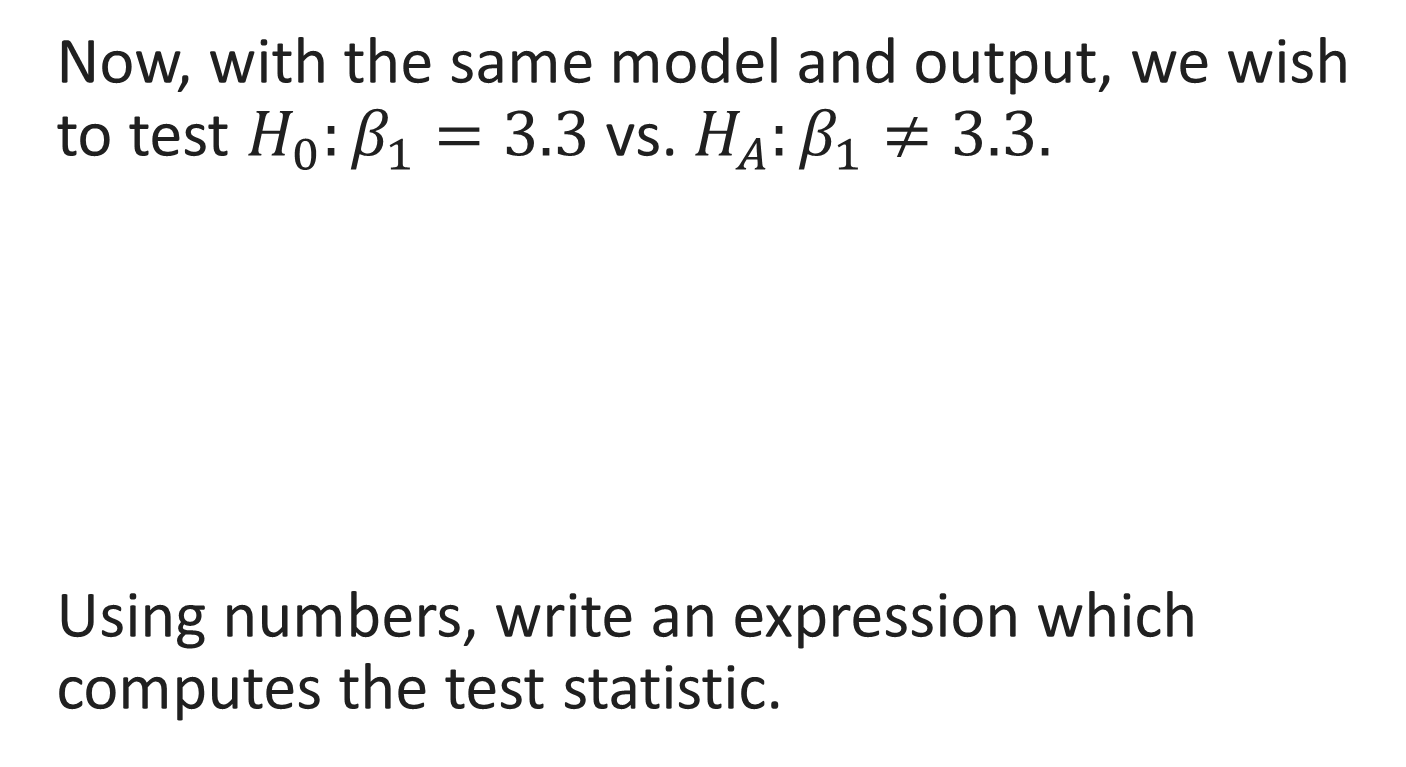 Now, with the same model and output, we wish
to test H₀: β₁ = 3.3 vs. H_A: β₁ ≠ 3.3.
Using numbers, write an expression which
computes the test statistic.